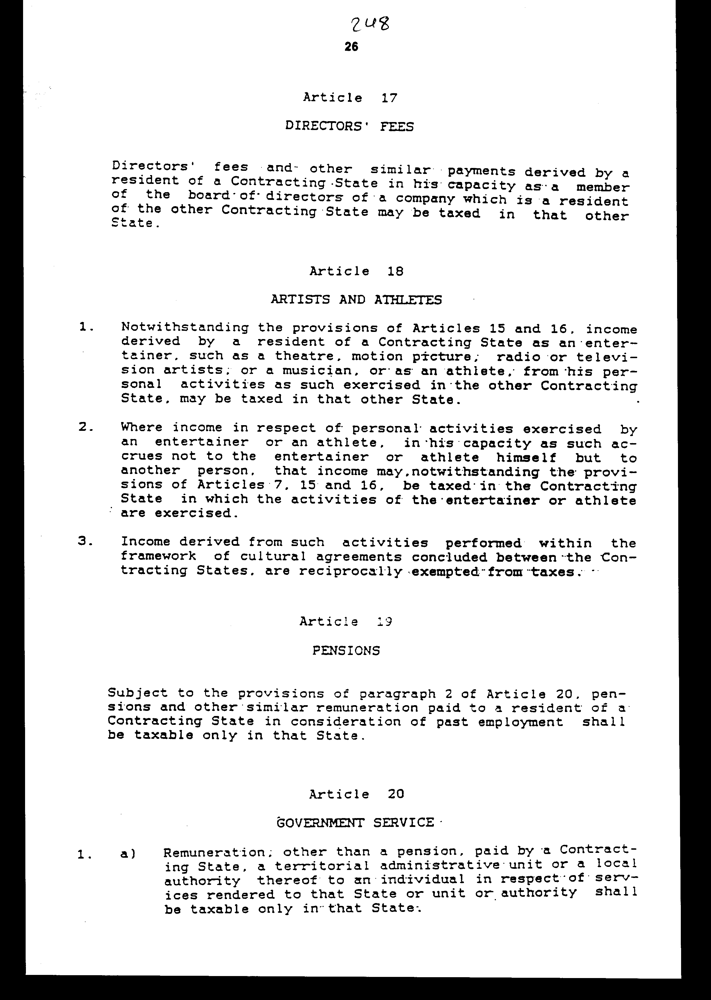 248
26
Article 17
DIRECTORS' FEES
Directors' fees and other similar payments derived by a
resident of a Contracting State in his capacity as a member
of the board of directors of a company which is a resident
of the other Contracting State may be taxed in that other
State.
Article 18
ARTISTS AND ATHLETES
1. Notwithstanding the provisions of Articles 15 and 16, income
derived by a resident of a Contracting State as an enter-
tainer, such as a theatre, motion picture, radio or televi-
sion artists, or a musician, or as an athlete, from his per-
sonal activities as such exercised in the other Contracting
State, may be taxed in that other State.
2. Where income in respect of personal activities exercised by
an entertainer or an athlete, in his capacity as such ac-
crues not to the entertainer or athlete himself but to
another person, that income may,notwithstanding the provi-
sions of Articles 7, 15 and 16, be taxed in the Contracting
State in which the activities of the entertainer or athlete
are exercised.
3. Income derived from such activities performed within the
framework of cultural agreements concluded between the Con-
tracting States, are reciprocally exempted from taxes.
Article 19
PENSIONS
Subject to the provisions of paragraph 2 of Article 20, pen-
sions and other similar remuneration paid to a resident of a
Contracting State in consideration of past employment shall
be taxable only in that State.
Article 20
GOVERNMENT SERVICE
1. a) Remuneration, other than a pension, paid by a Contract-
ing State, a territorial administrative unit or a local
authority thereof to an individual in respect of serv-
ices rendered to that State or unit or authority shall
be taxable only in that State.